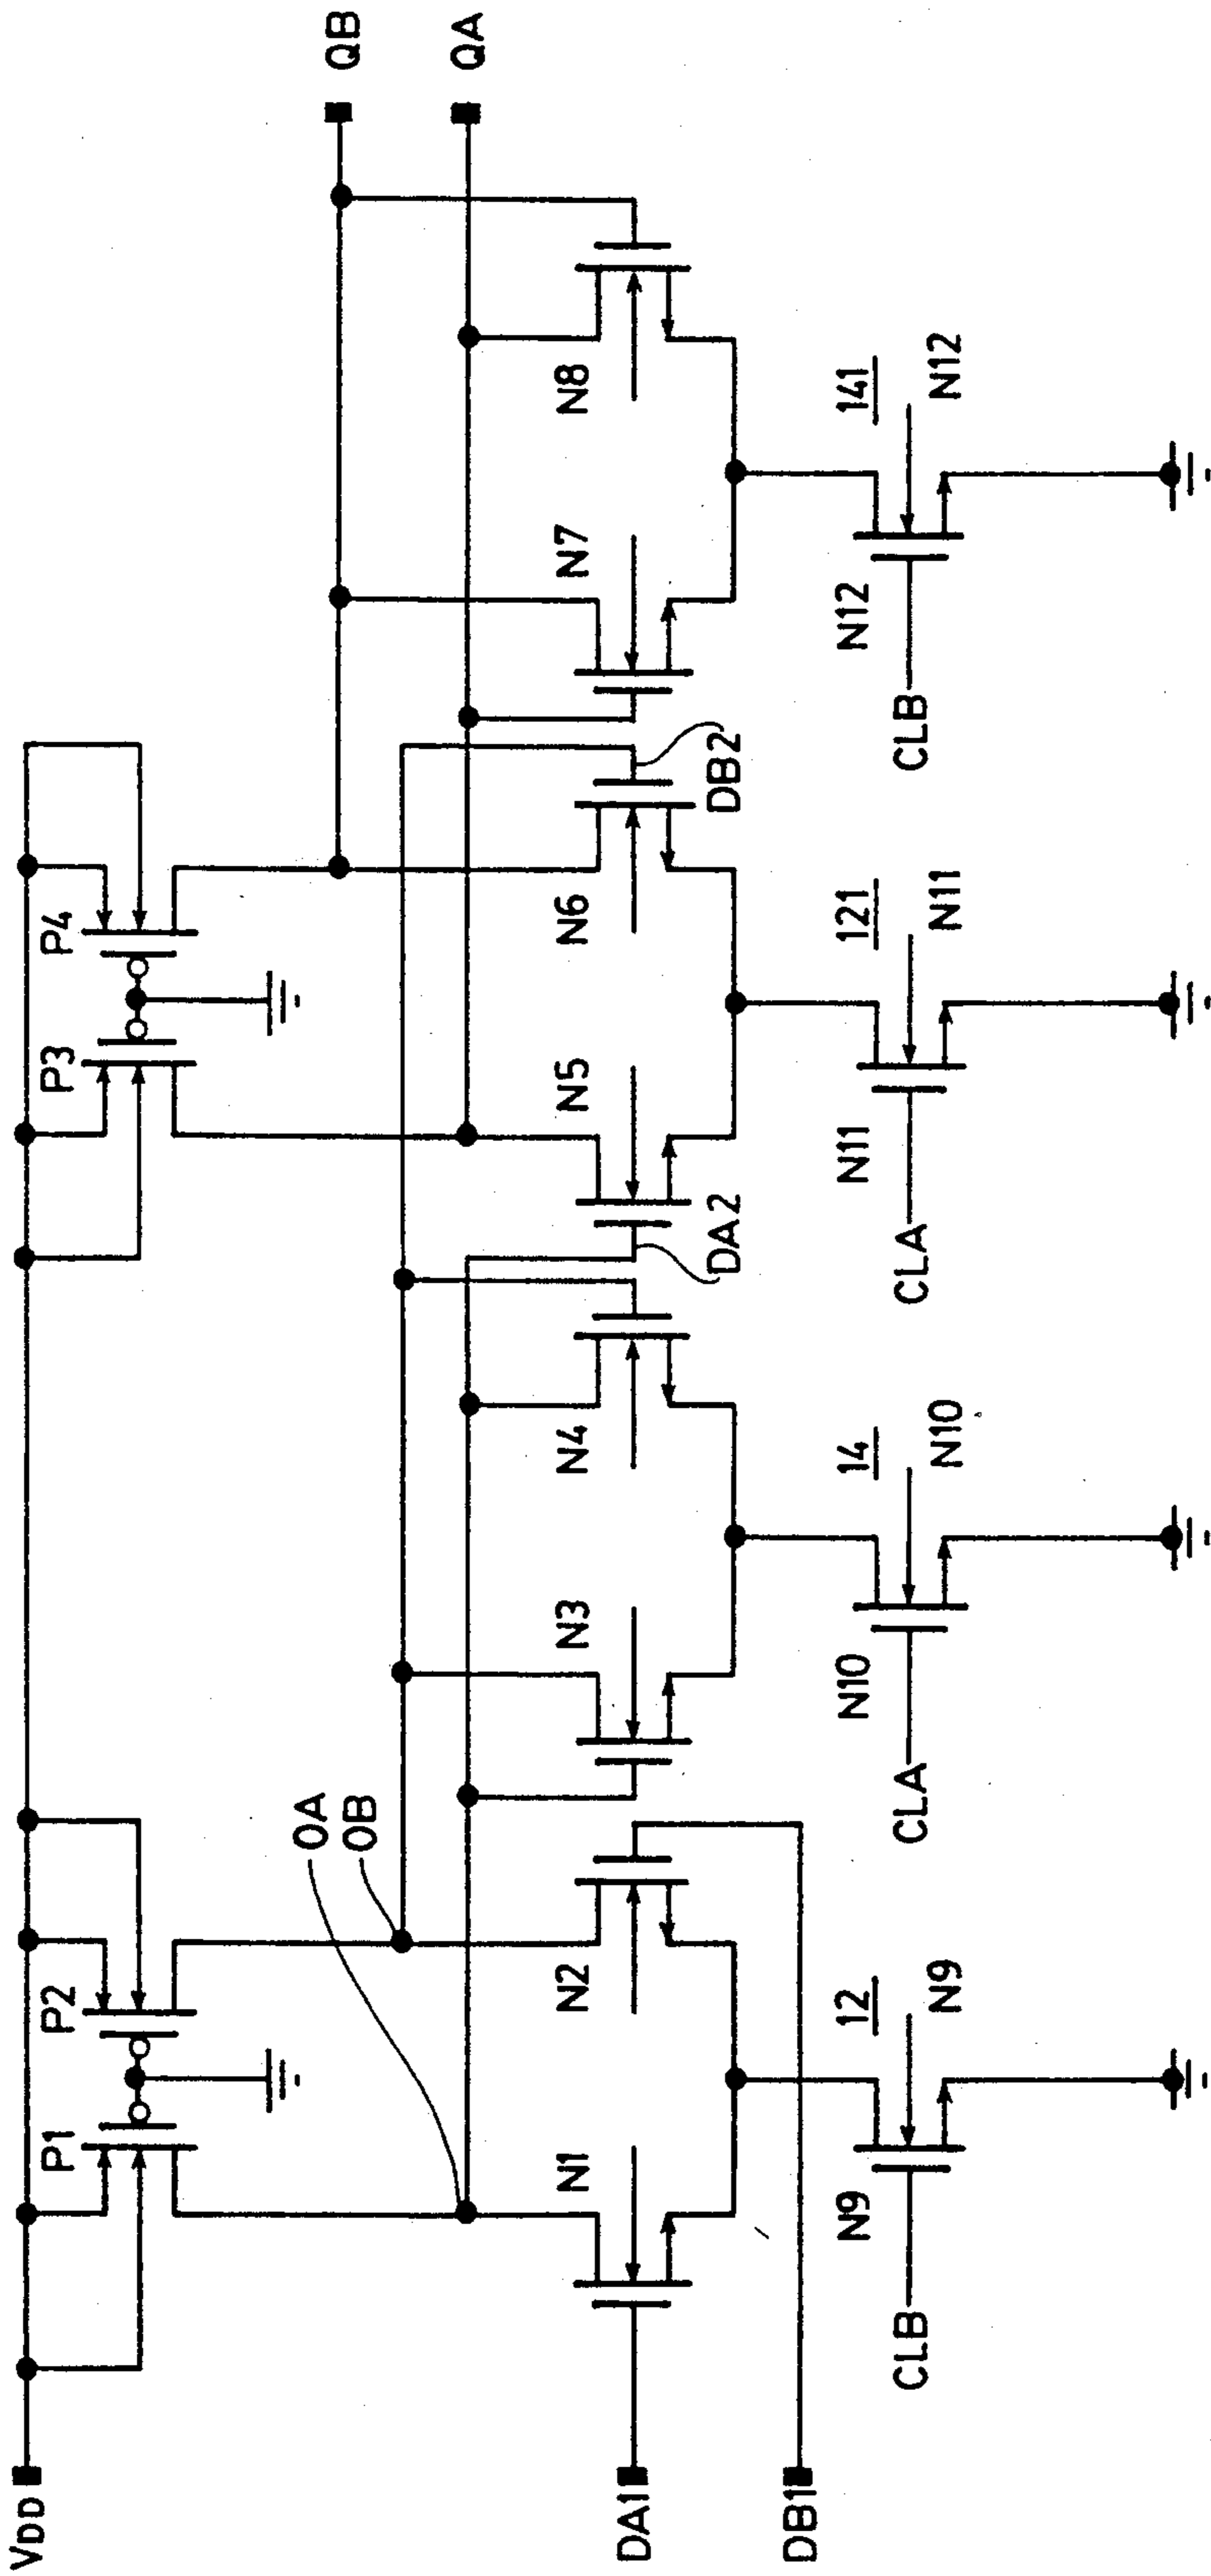 VDD
P1
P2
P3
P4
QB
QA
OA
OB
N1
N2
N3
N4
N5
N6
N7
N8
DA2
DB2
DA1
DB1
N9
12
N9
CLB
N10
14
N10
CLA
N11
121
N11
CLA
N12
141
N12
CLB